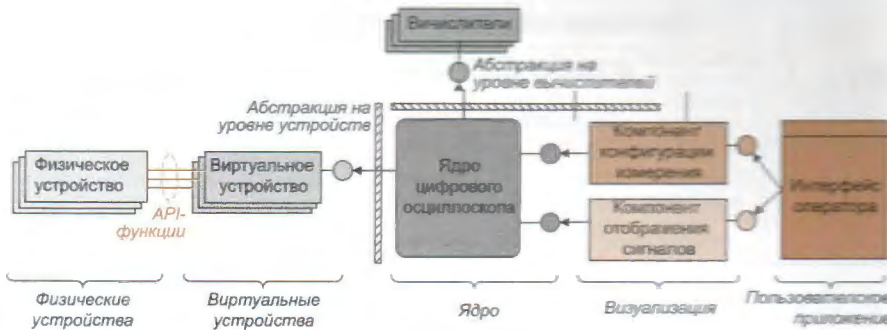 Вычислители
Абстракция на
уровне вычислителей
Абстракция на
уровне устройств
Физическое
устройство
API-
функции
Виртуальное
устройство
Ядро
цифрового
осциллоскопа
Компонент
конфигурации
измерения
Компонент
отображения
сигналов
Интерфейс
оператора
Физические
устройства
Виртуальные
устройства
Ядро
Визуализация
Пользовательское
приложение